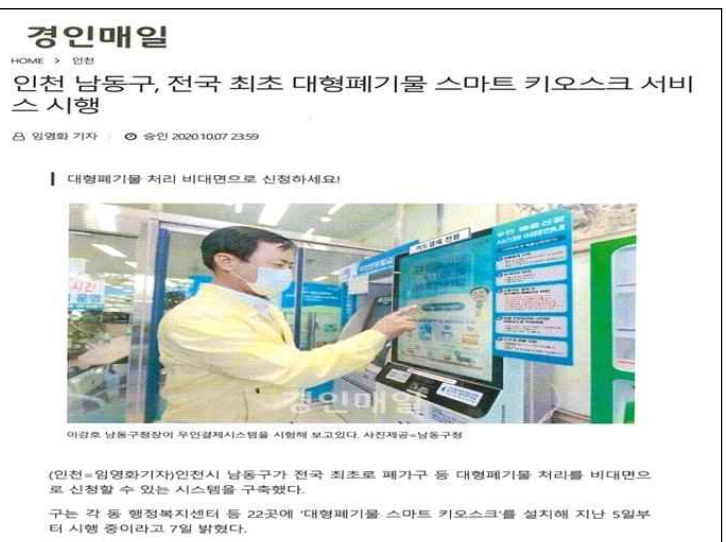 경인매일
HOME > 인천
인천 남동구, 전국 최초 대형폐기물 스마트 키오스크 서비
스 시행
임영화 기자 승인 2020.10.07 23:59
대형폐기물 처리 비대면으로 신청하세요!
카드결제 전용
경인매일
이강호 남동구청장이 무인결제시스템을 시험해 보고있다. 사진제공=남동구청
(인천=임영화기자)인천시 남동구가 전국 최초로 폐가구 등 대형폐기물 처리를 비대면으
로 신청할 수 있는 시스템을 구축했다.
구는 각 동 행정복지센터 등 22곳에 '대형폐기물 스마트 키오스크'를 설치해 지난 5일부
터 시행 중이라고 7일 밝혔다.